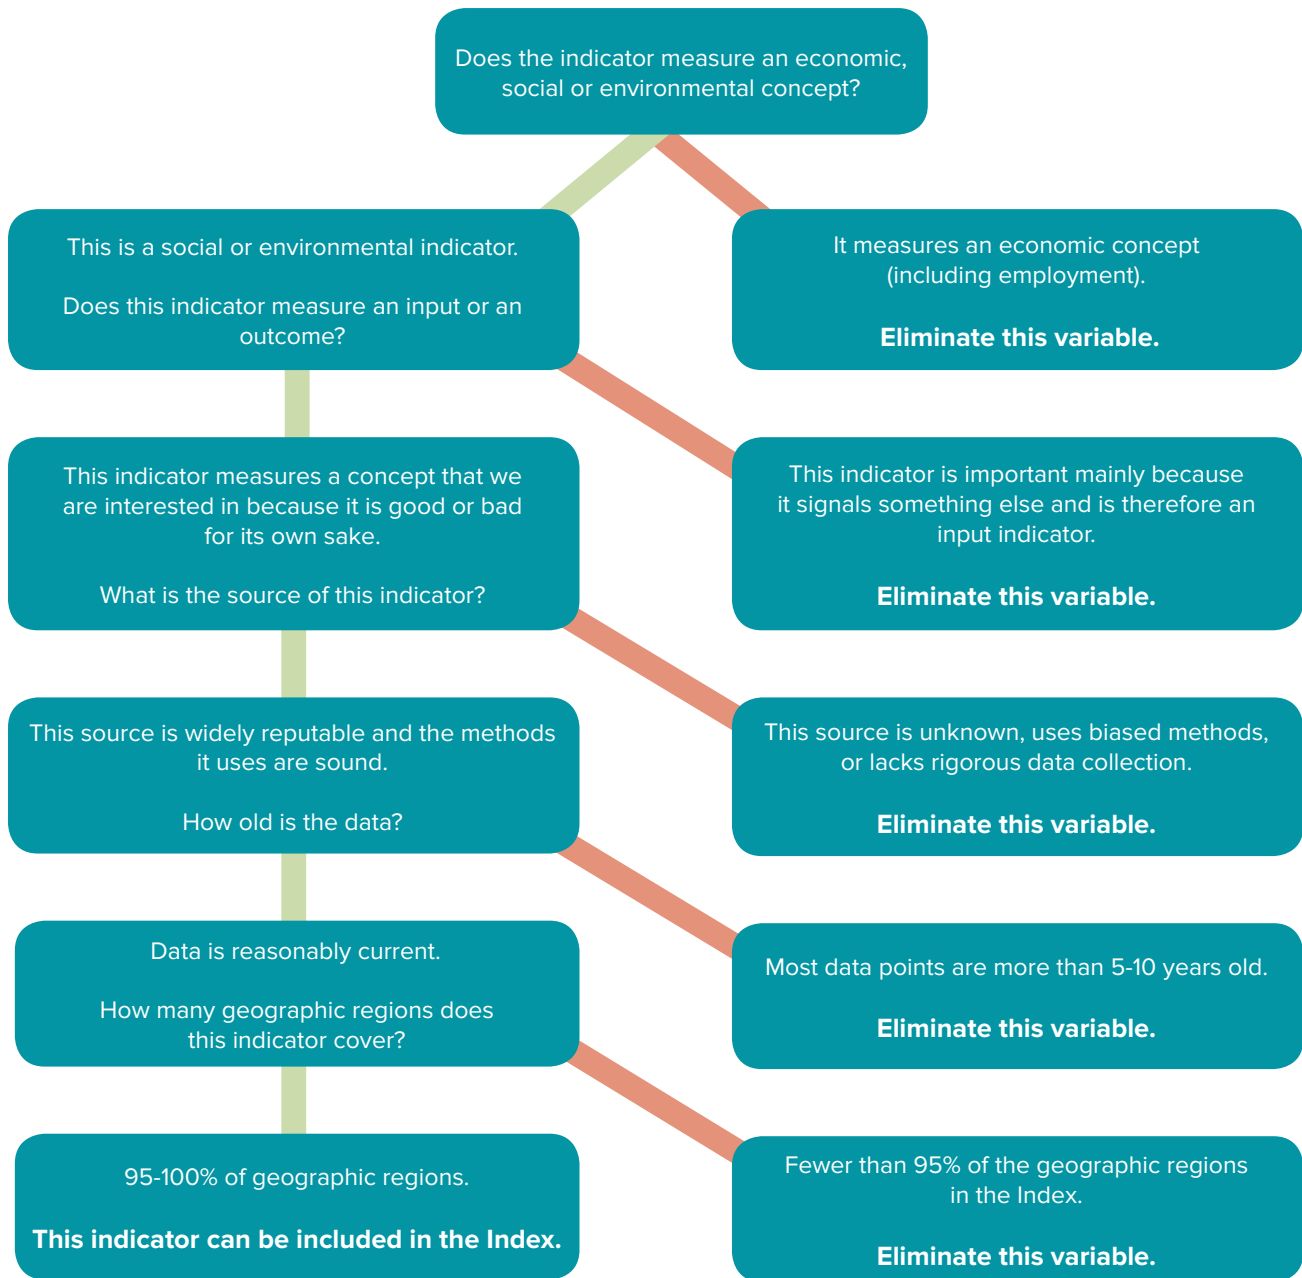 Does the indicator measure an economic,
social or environmental concept?
This is a social or environmental indicator.
Does this indicator measure an input or an
outcome?
It measures an economic concept
(including employment).
Eliminate this variable.
This indicator measures a concept that we
are interested in because it is good or bad
for its own sake.
What is the source of this indicator?
This indicator is important mainly because
it signals something else and is therefore an
input indicator.
Eliminate this variable.
This source is widely reputable and the methods
it uses are sound.
How old is the data?
This source is unknown, uses biased methods,
or lacks rigorous data collection.
Eliminate this variable.
Data is reasonably current.
How many geographic regions does
this indicator cover?
Most data points are more than 5-10 years old.
Eliminate this variable.
95-100% of geographic regions.
This indicator can be included in the Index.
Fewer than 95% of the geographic regions
in the Index.
Eliminate this variable.